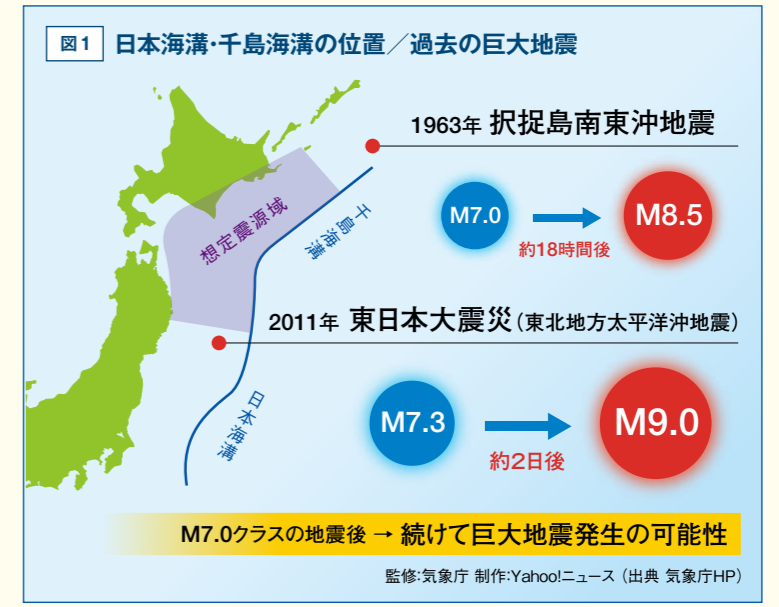 図1 日本海溝・千島海溝の位置／過去の巨大地震
1963年 択捉島南東沖地震
M7.0
M8.5
約18時間後
想定震源域
千島海溝
2011年 東日本大震災（東北地方太平洋沖地震）
日本海溝
M7.3
M9.0
約2日後
M7.0クラスの地震後 → 続けて巨大地震発生の可能性
監修：気象庁 制作：Yahoo!ニュース（出典 気象庁HP）